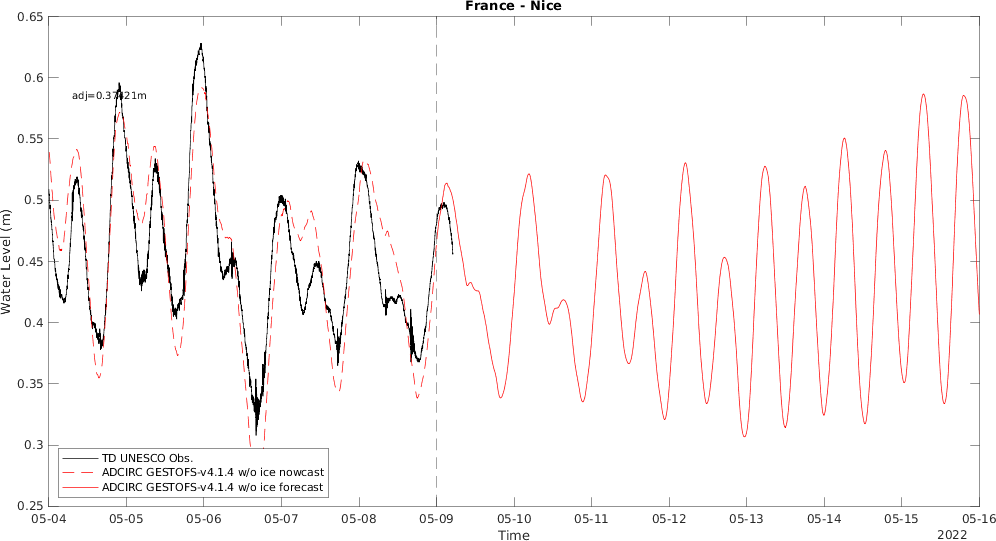 France - Nice
0.65
0.6
0.55
0.5
0.45
0.4
0.35
0.3
0.25
Water Level (m)
adj=0.37421m
TD UNESCO Obs.
ADCIRC GESTOFS-v4.1.4 w/o ice nowcast
ADCIRC GESTOFS-v4.1.4 w/o ice forecast
05-04 05-05 05-06 05-07 05-08 05-09 05-10 05-11 05-12 05-13 05-14 05-15 05-16
Time
2022